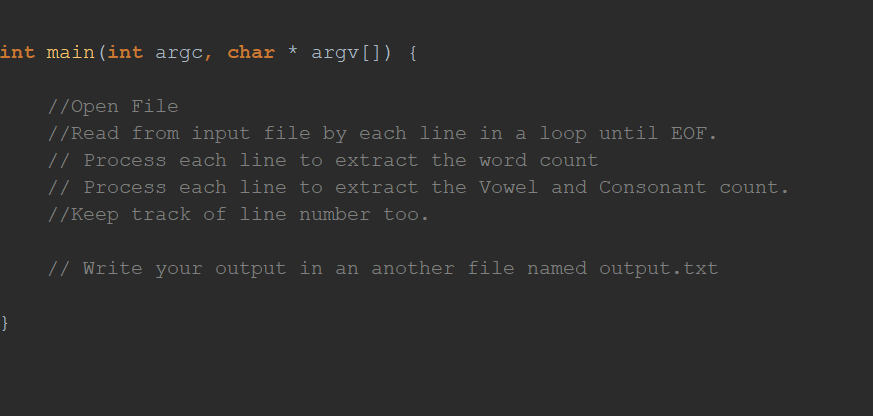 int main(int argc, char * argv[]) {
//Open File
//Read from input file by each line in a loop until EOF.
// Process each line to extract the word count
// Process each line to extract the Vowel and Consonant count.
//Keep track of line number too.
// Write your output in an another file named output.txt
}